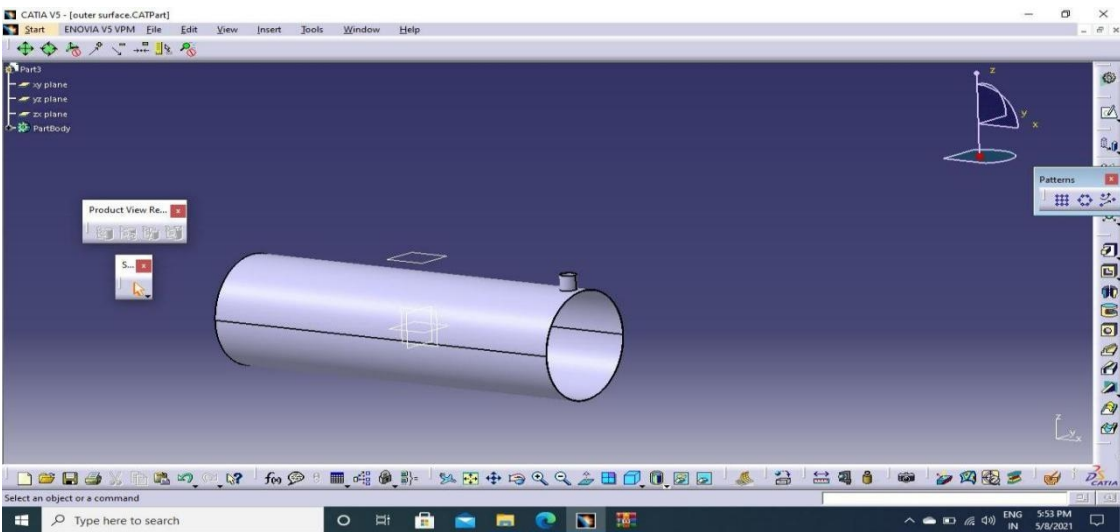 CATIA V5 - [outer surface.CATPart]
Start ENOVIA V5 VPM File Edit View Insert Tools Window Help
Part3
xy plane
yz plane
zx plane
PartBody
z
y
x
Patterns
Product View Re...
S...
z
y
x
CATIA
Select an object or a command
Type here to search
ENG
IN
5:53 PM
5/8/2021